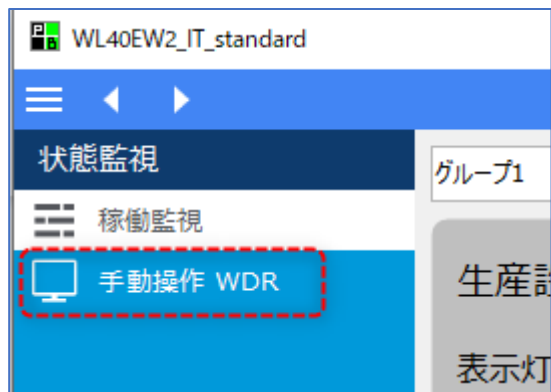 WL40EW2_IT_standard
状態監視
グループ1
稼働監視
手動操作 WDR
生産設
表示灯